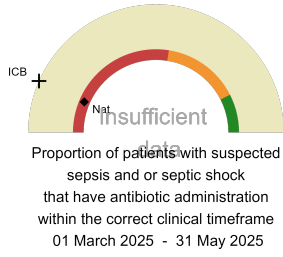 ICB
Nat
Insufficient
data
Proportion of patients with suspected
sepsis and or septic shock
that have antibiotic administration
within the correct clinical timeframe
01 March 2025 - 31 May 2025